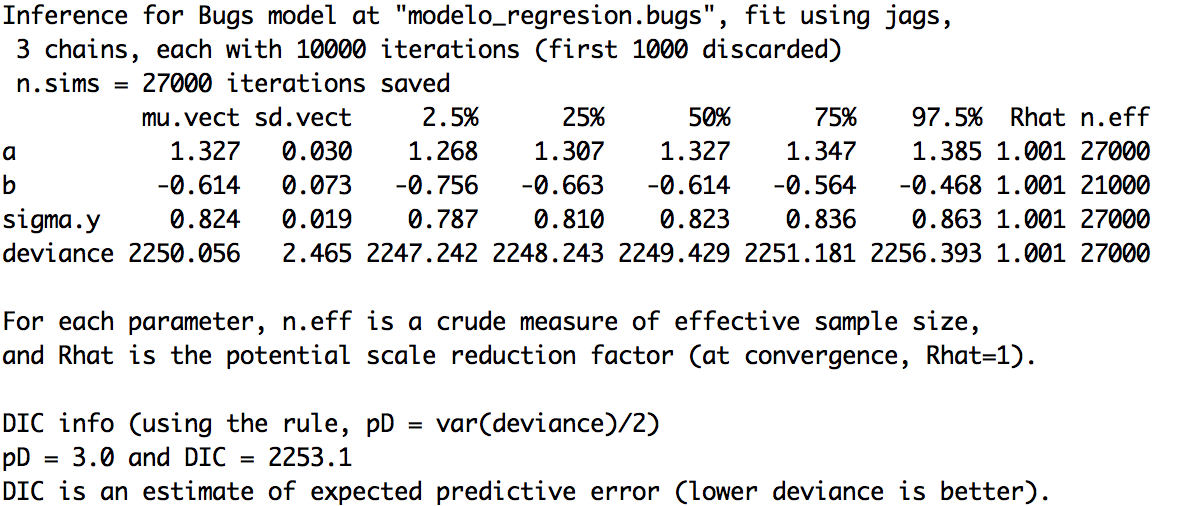 Inference for Bugs model at "modelo_regresion.bugs", fit using jags,
 3 chains, each with 10000 iterations (first 1000 discarded)
 n.sims = 27000 iterations saved
         mu.vect sd.vect     2.5%      25%      50%      75%    97.5%  Rhat n.eff
a          1.327   0.030    1.268    1.307    1.327    1.347    1.385 1.001 27000
b         -0.614   0.073   -0.756   -0.663   -0.614   -0.564   -0.468 1.001 21000
sigma.y    0.824   0.019    0.787    0.810    0.823    0.836    0.863 1.001 27000
deviance 2250.056   2.465 2247.242 2248.243 2249.429 2251.181 2256.393 1.001 27000

For each parameter, n.eff is a crude measure of effective sample size,
and Rhat is the potential scale reduction factor (at convergence, Rhat=1).

DIC info (using the rule, pD = var(deviance)/2)
pD = 3.0 and DIC = 2253.1
DIC is an estimate of expected predictive error (lower deviance is better).